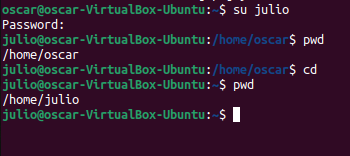 oscar@oscar-VirtualBox-Ubuntu:~$ su julio
Password:
julio@oscar-VirtualBox-Ubuntu:/home/oscar$ pwd
/home/oscar
julio@oscar-VirtualBox-Ubuntu:/home/oscar$ cd
julio@oscar-VirtualBox-Ubuntu:~$ pwd
/home/julio
julio@oscar-VirtualBox-Ubuntu:~$